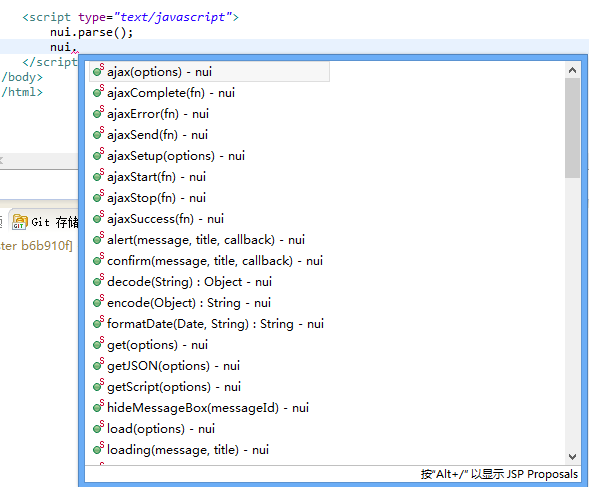 <script type="text/javascript">
nui.parse();
nui.
</script
/body>
/html>
ajax(options) - nui
ajaxComplete(fn) - nui
ajaxError(fn) - nui
ajaxSend(fn) - nui
ajaxSetup(options) - nui
ajaxStart(fn) - nui
ajaxStop(fn) - nui
ajaxSuccess(fn) - nui
alert(message, title, callback) - nui
confirm(message, title, callback) - nui
decode(String) : Object - nui
encode(Object) : String - nui
formatDate(Date, String) : String - nui
get(options) - nui
getJSON(options) - nui
getScript(options) - nui
hideMessageBox(messageId) - nui
load(options) - nui
loading(message, title) - nui
GIT Git 存储
ster b6b910f]
按"Alt+/" 以显示 JSP Proposals